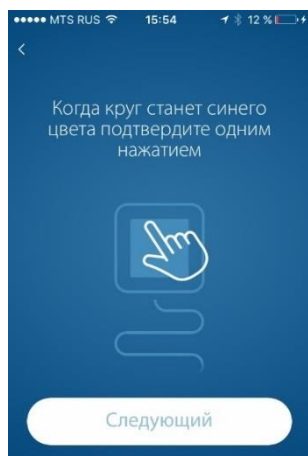 MTS RUS 15:54 12 %
Когда круг станет синего
цвета подтвердите одним
нажатием
Следующий